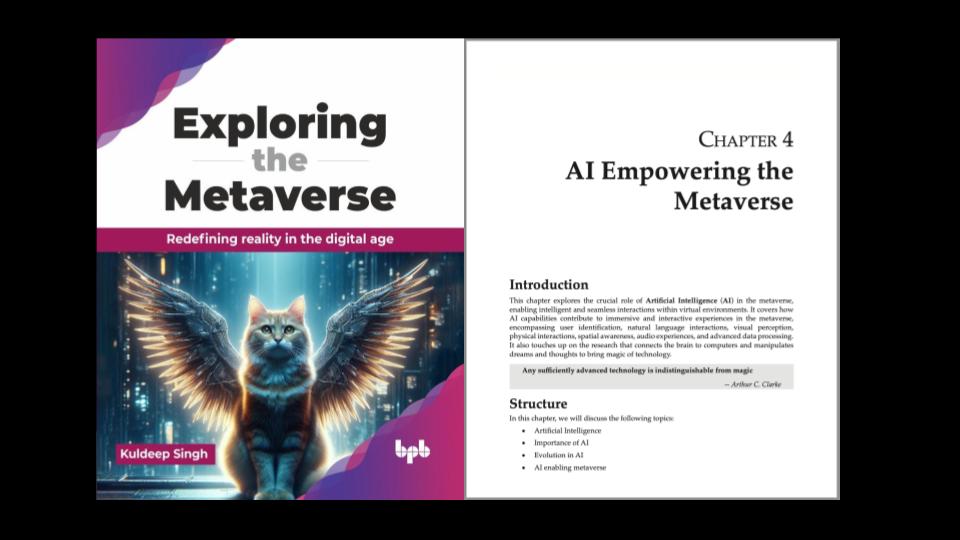 Exploring
the
Metaverse
Redefining reality in the digital age
Kuldeep Singh
bpb
CHAPTER 4
AI Empowering the
Metaverse
Introduction
This chapter explores the crucial role of Artificial Intelligence (AI) in the metaverse,
enabling intelligent and seamless interactions within virtual environments. It covers how
AI capabilities contribute to immersive and interactive experiences in the metaverse,
encompassing user identification, natural language interactions, visual perception,
physical interactions, spatial awareness, audio experiences, and advanced data processing.
It also touches up on the research that connects the brain to computers and manipulates
dreams and thoughts to bring magic of technology.
Any sufficiently advanced technology is indistinguishable from magic
– Arthur C. Clarke
Structure
In this chapter, we will discuss the following topics:
• Artificial Intelligence
• Importance of AI
• Evolution in AI
• AI enabling metaverse